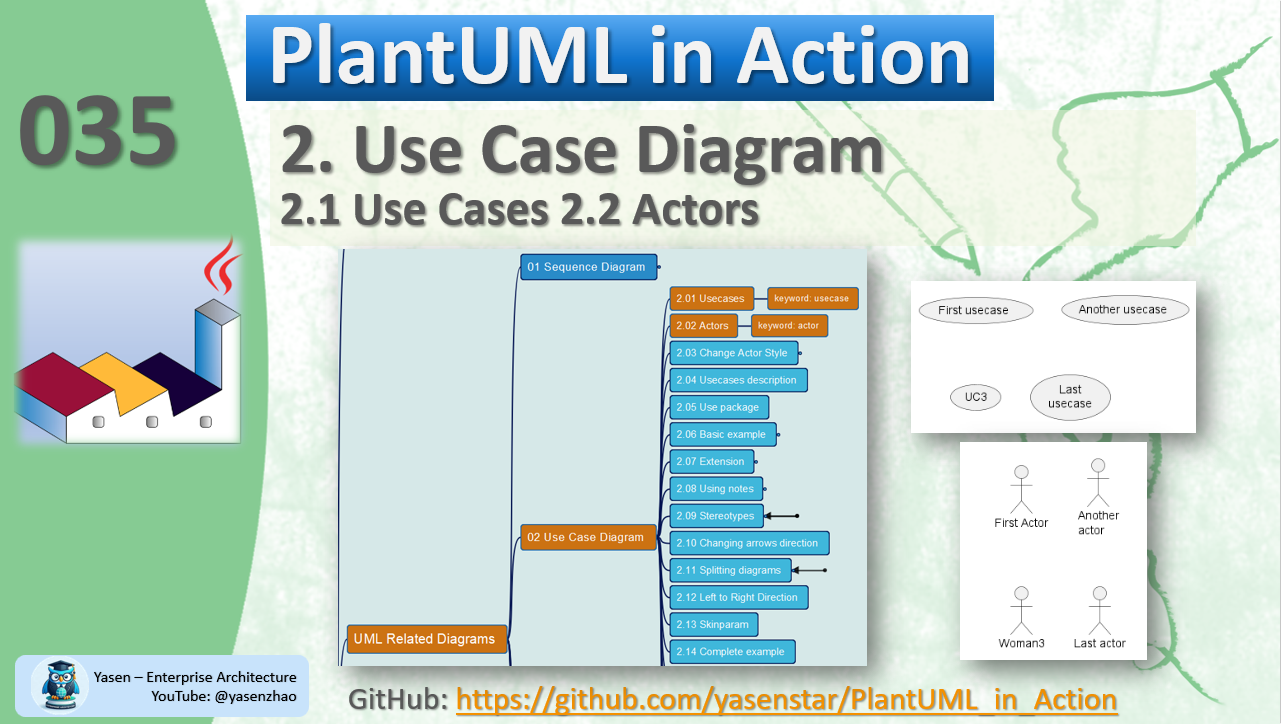 PlantUML in Action
035
2. Use Case Diagram
2.1 Use Cases 2.2 Actors
01 Sequence Diagram
02 Use Case Diagram
UML Related Diagrams
2.01 Usecases
keyword: usecase
2.02 Actors
keyword: actor
2.03 Change Actor Style
2.04 Usecases description
2.05 Use package
2.06 Basic example
2.07 Extension
2.08 Using notes
2.09 Stereotypes
2.10 Changing arrows direction
2.11 Splitting diagrams
2.12 Left to Right Direction
2.13 Skinparam
2.14 Complete example
First usecase
Another usecase
UC3
Last
usecase
First Actor
Another
actor
Woman3
Last actor
Yasen – Enterprise Architecture
YouTube: @yasenzhao
GitHub: https://github.com/yasenstar/PlantUML_in_Action